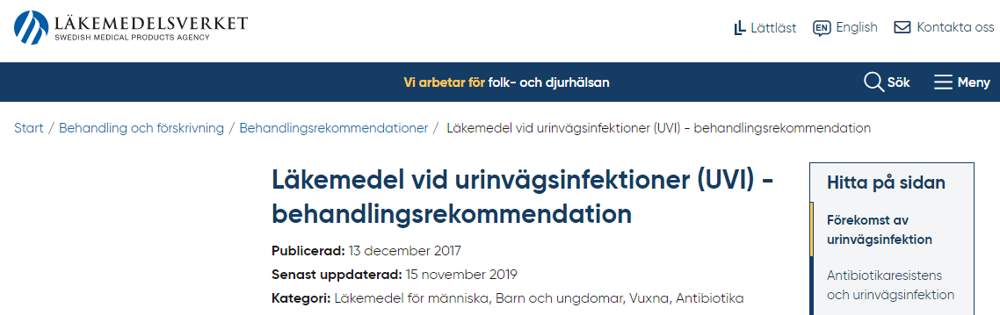 LÄKEMEDELSVERKET
SWEDISH MEDICAL PRODUCTS AGENCY
Lättläst
EN English
Kontakta oss
Vi arbetar för folk- och djurhälsan
Sök
Meny
Start / Behandling och förskrivning / Behandlingsrekommendationer / Läkemedel vid urinvägsinfektioner (UVI) - behandlingsrekommendation
Läkemedel vid urinvägsinfektioner (UVI) -
behandlingsrekommendation
Publicerad: 13 december 2017
Senast uppdaterad: 15 november 2019
Kategori: Läkemedel för människa, Barn och ungdomar, Vuxna, Antibiotika
Hitta på sidan
Förekomst av
urinvägsinfektion
Antibiotikaresistens
och urinvägsinfektion